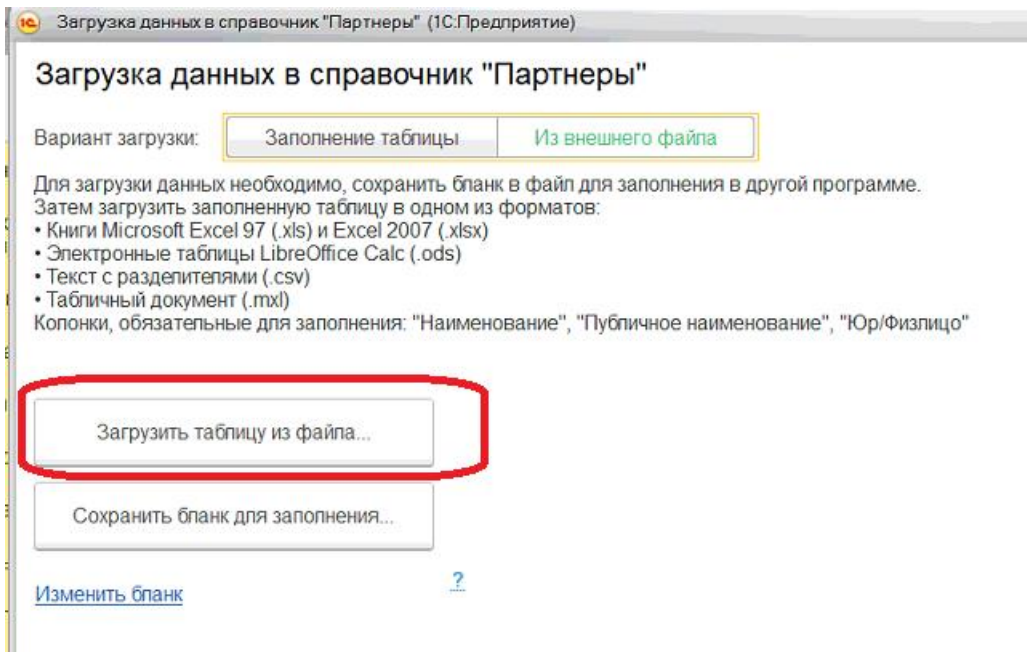 1С Загрузка данных в справочник "Партнеры" (1С:Предприятие)
Загрузка данных в справочник "Партнеры"
Вариант загрузки: Заполнение таблицы Из внешнего файла
Для загрузки данных необходимо, сохранить бланк в файл для заполнения в другой программе.
Затем загрузить заполненную таблицу в одном из форматов:
• Книги Microsoft Excel 97 (.xls) и Excel 2007 (.xlsx)
• Электронные таблицы LibreOffice Calc (.ods)
• Текст с разделителями (.csv)
• Табличный документ (.mxl)
Колонки, обязательные для заполнения: "Наименование", "Публичное наименование", "Юр/Физлицо"
Загрузить таблицу из файла...
Сохранить бланк для заполнения...
Изменить бланк ?